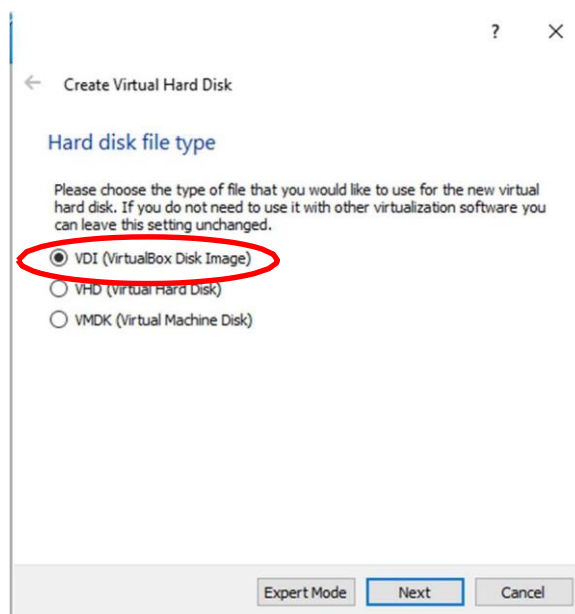 ?
Create Virtual Hard Disk
Hard disk file type
Please choose the type of file that you would like to use for the new virtual
hard disk. If you do not need to use it with other virtualization software you
can leave this setting unchanged.
VDI (VirtualBox Disk Image)
VHD (Virtual Hard Disk)
VMDK (Virtual Machine Disk)
Expert Mode Next Cancel